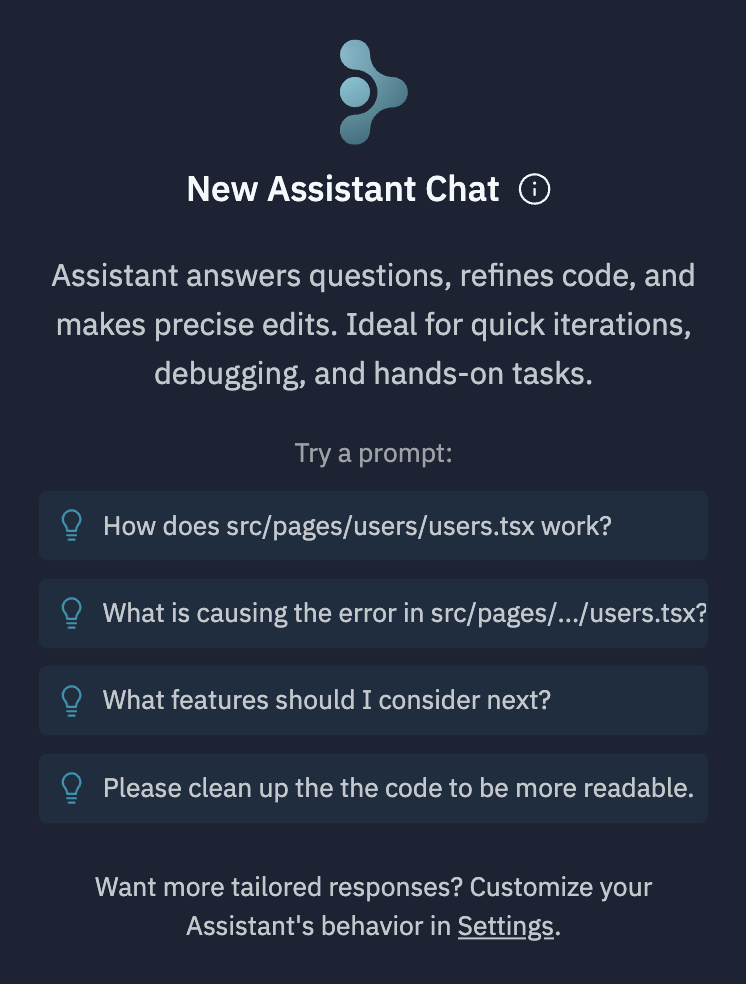 New Assistant Chat
Assistant answers questions, refines code, and
makes precise edits. Ideal for quick iterations,
debugging, and hands-on tasks.
Try a prompt:
How does src/pages/users/users.tsx work?
What is causing the error in src/pages/.../users.tsx?
What features should I consider next?
Please clean up the the code to be more readable.
Want more tailored responses? Customize your
Assistant's behavior in Settings.